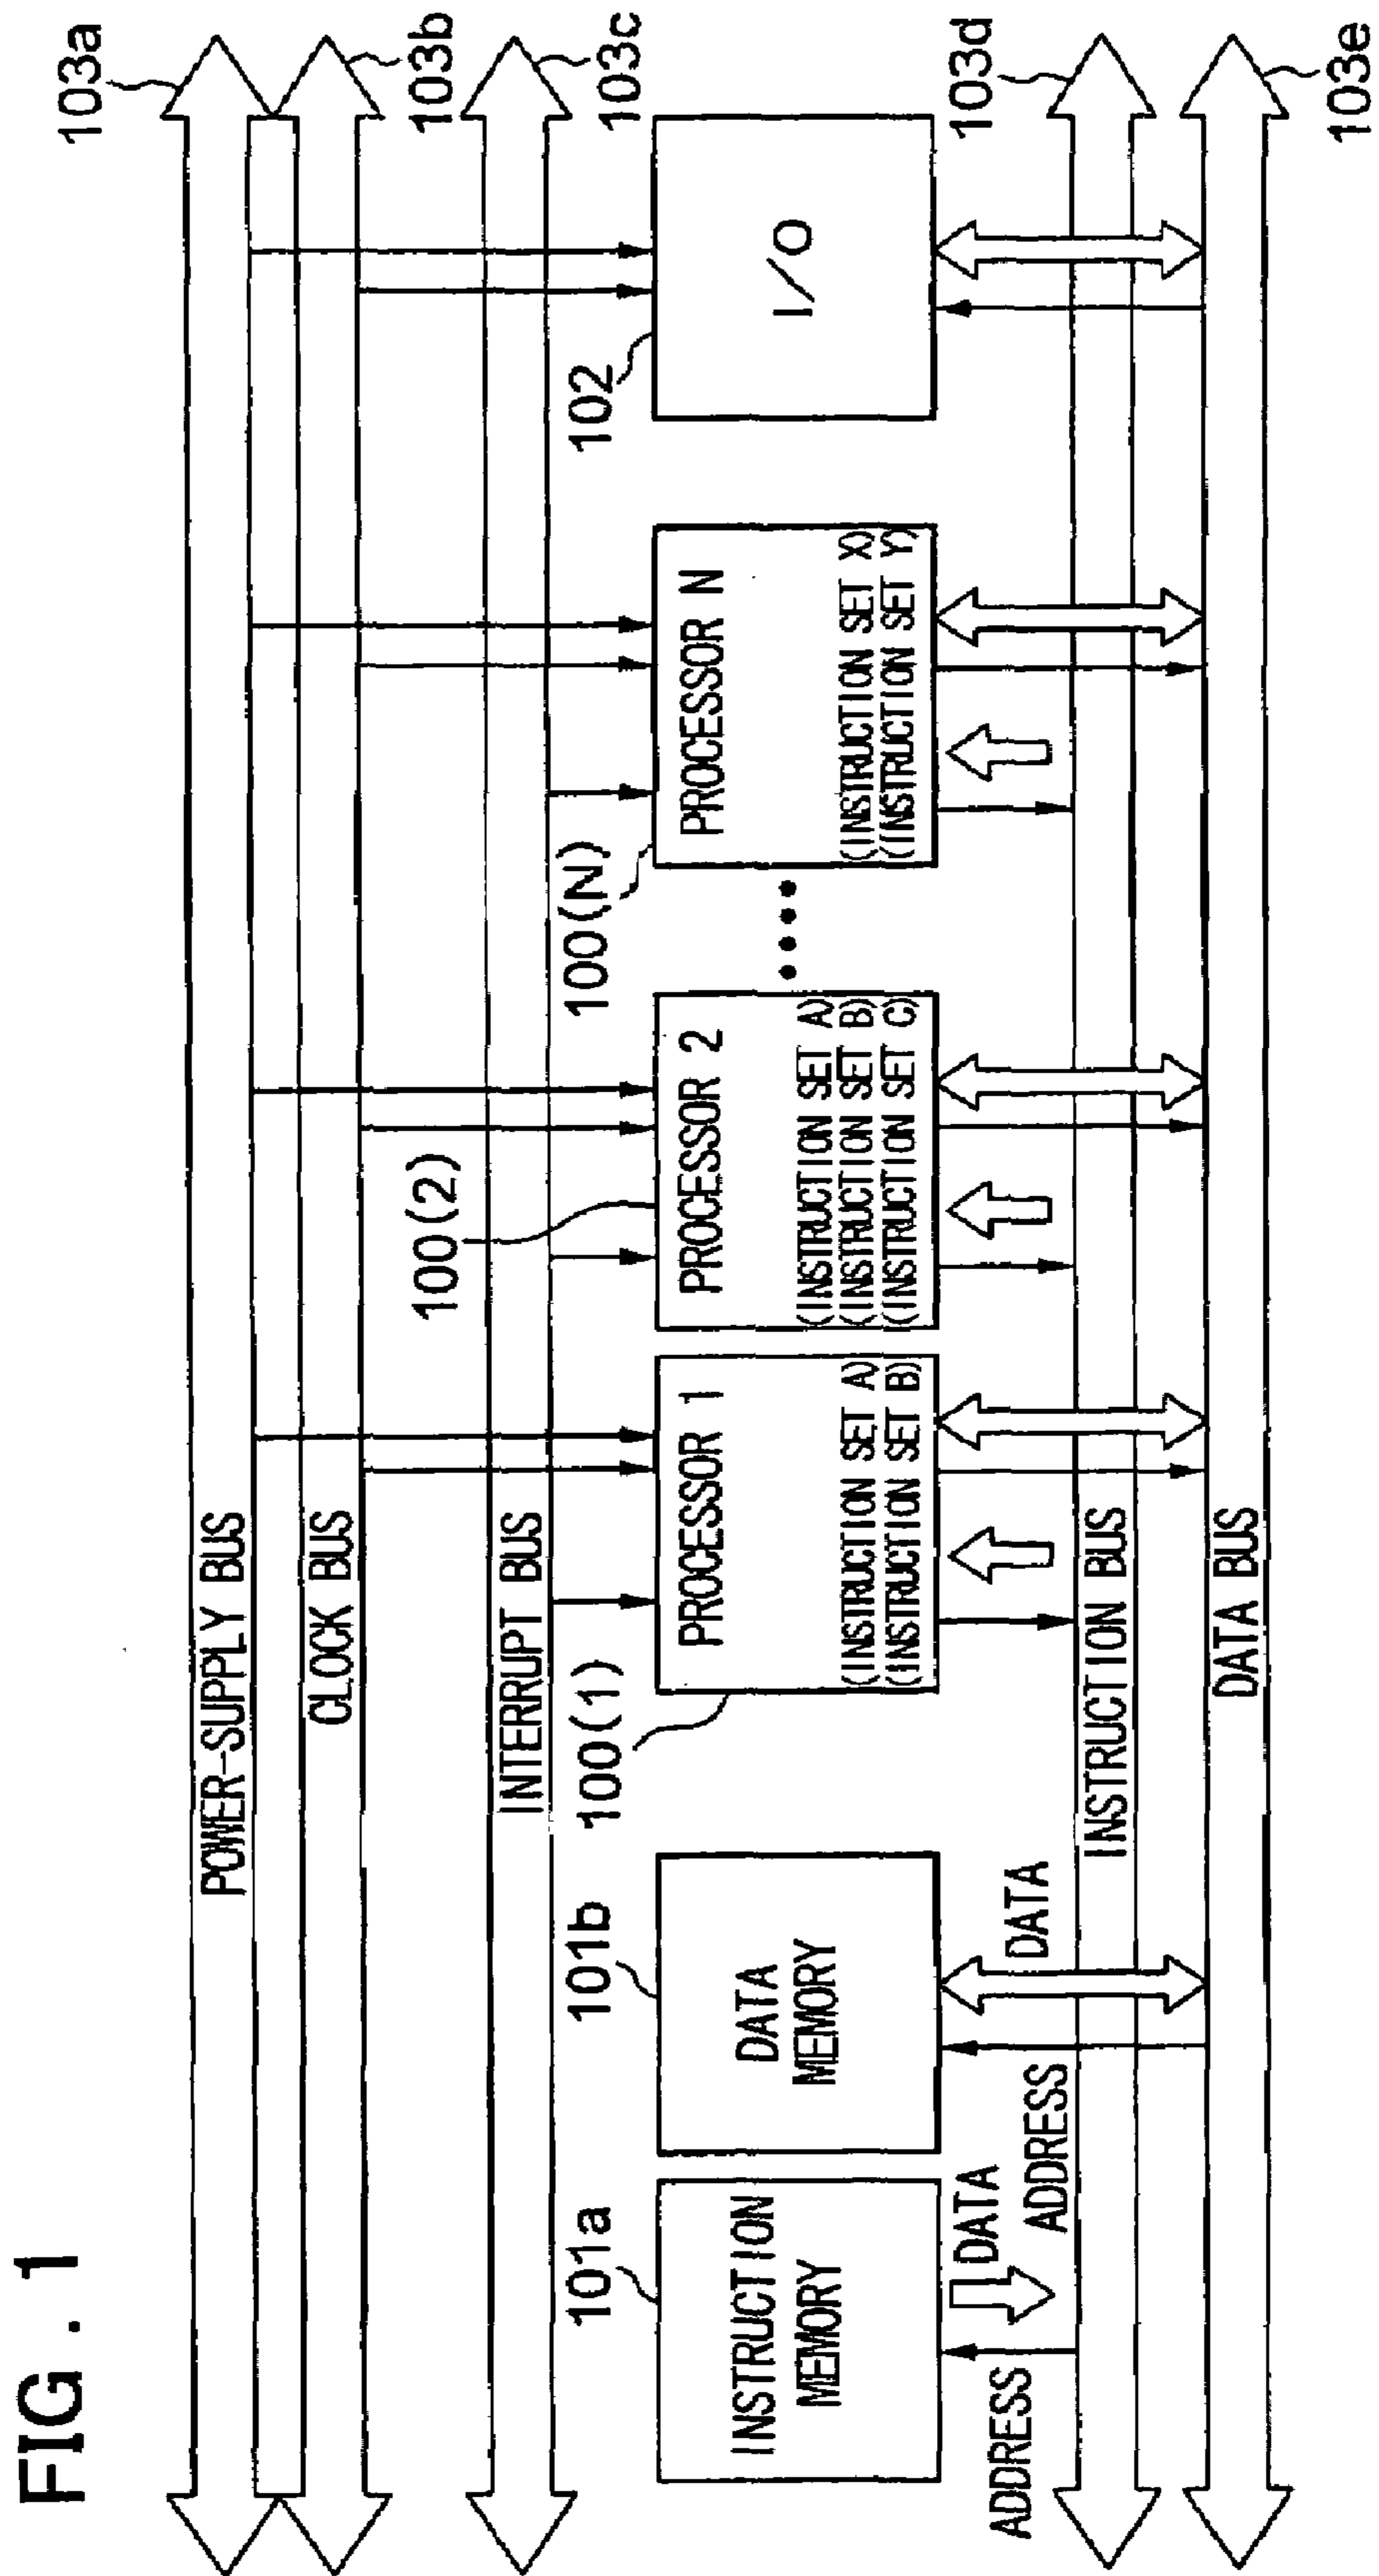 FIG. 1
103a
103b
103c
103d
103e
POWER-SUPPLY BUS
CLOCK BUS
INTERRUPT BUS
101a
INSTRUCTION
MEMORY
101b
DATA
MEMORY
100(1)
PROCESSOR 1
(INSTRUCTION SET A)
(INSTRUCTION SET B)
100(2)
PROCESSOR 2
(INSTRUCTION SET A)
(INSTRUCTION SET B)
(INSTRUCTION SET C)
100(N)
PROCESSOR N
(INSTRUCTION SET X)
(INSTRUCTION SET Y)
102
I/O
ADDRESS
DATA
ADDRESS
DATA
INSTRUCTION BUS
DATA BUS